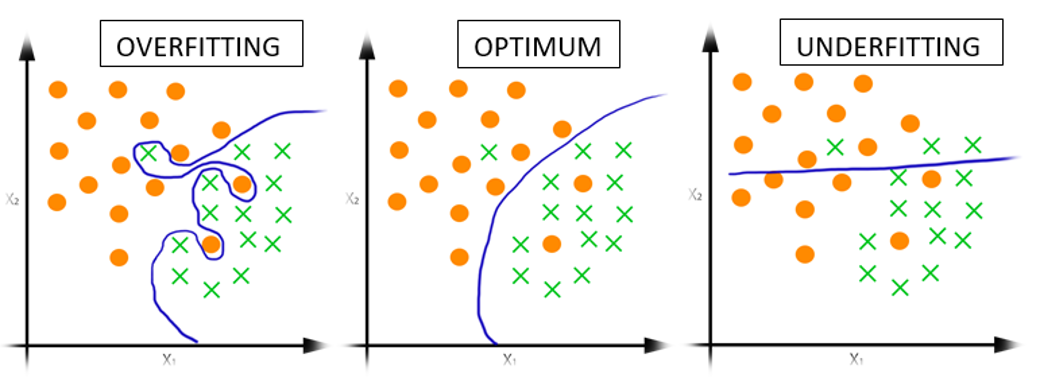 OVERFITTING
OPTIMUM
UNDERFITTING
X₂
X₂
X₂
X₁
X₁
X₁